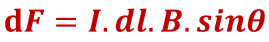 dF = I. dl. B. sinθ